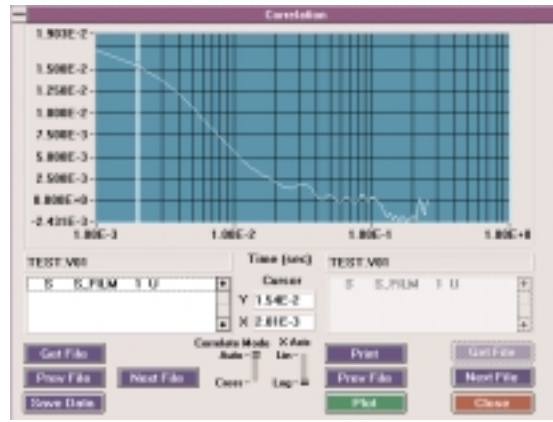 Correlation
1.903E-2
1.500E-2
1.250E-2
1.000E-2
7.500E-3
5.000E-3
2.500E-3
0.000E+0
-2.431E-3
1.00E-3 1.00E-2 1.00E-1 1.00E+0
TEST.V01 Time (sec) TEST.V01
S S_FILM 1 U Cursor S S_FILM 1 U
Y 1.54E-2
X 2.01E-3
Correlate Mode X Axis
Get File Auto Lin Print Get File
Prev File Next File Cross Log Prev File Next File
Save Data Plot Close